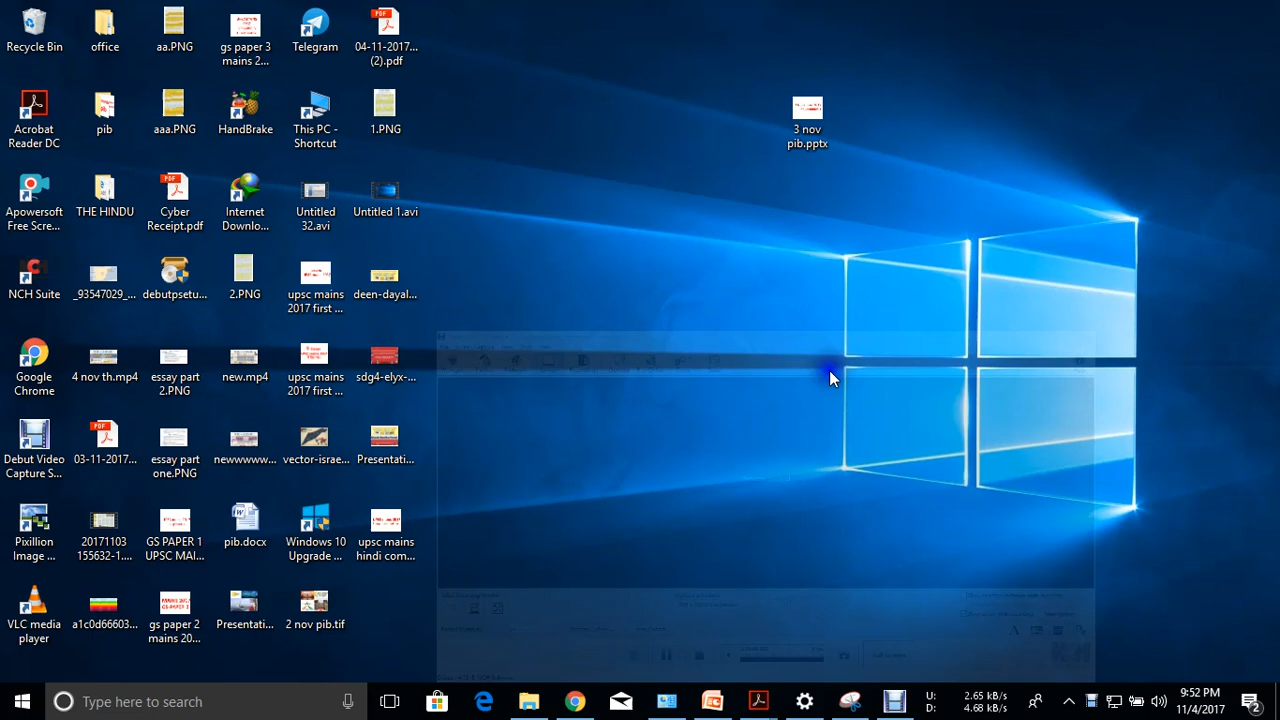 Recycle Bin
office
aa.PNG
gs paper 3
mains 2...
Telegram
04-11-2017...
(2).pdf
Acrobat
Reader DC
pib
aaa.PNG
HandBrake
This PC -
Shortcut
1.PNG
3 nov
pib.pptx
Apowersoft
Free Scre...
THE HINDU
Cyber
Receipt.pdf
Internet
Downlo...
Untitled
32.avi
Untitled 1.avi
NCH Suite
_93547029_...
debutpsetu...
2.PNG
upsc mains
2017 first ...
deen-dayal...
Google
Chrome
4 nov th.mp4
essay part
2.PNG
new.mp4
upsc mains
2017 first ...
sdg4-elyx-...
Debut Video
Capture S...
03-11-2017...
essay part
one.PNG
newwwww...
vector-israe...
Presentati...
Pixillion
Image ...
20171103
155632-1....
GS PAPER 1
UPSC MAI...
pib.docx
Windows 10
Upgrade ...
upsc mains
hindi com...
VLC media
player
a1c0d66603...
gs paper 2
mains 20...
Presentati...
2 nov pib.tif
Type here to search
U: 2.65 kB/s
D: 4.68 kB/s
9:52 PM
11/4/2017
2